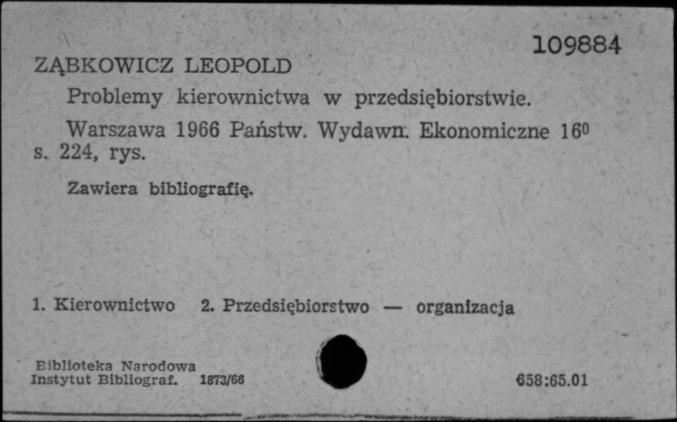 109884
ZĄBKOWICZ LEOPOLD
Problemy kierownictwa w przedsiębiorstwie.
Warszawa 1966 Państw. Wydawn. Ekonomiczne 16⁰
s. 224, rys.
Zawiera bibliografię.
1. Kierownictwo 2. Przedsiębiorstwo — organizacja
Biblioteka Narodowa
Instytut Bibliograf. 1873/66
658:65.01